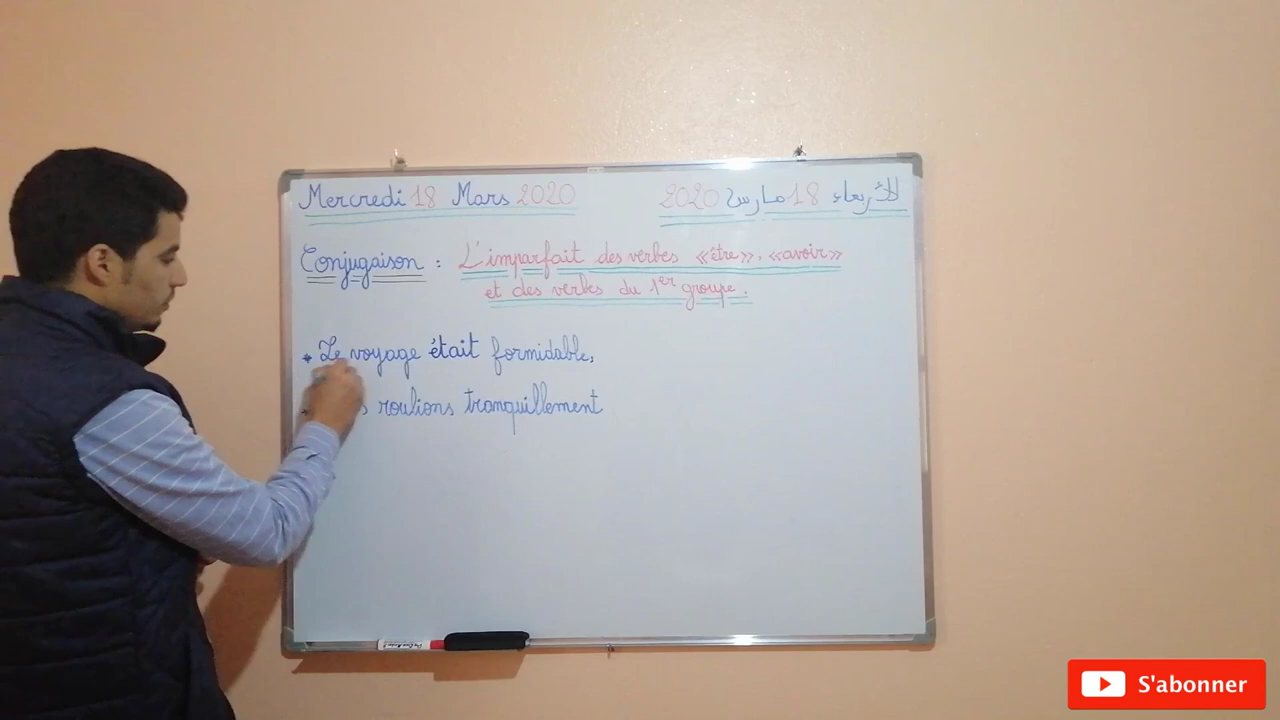 Mercredi 18 Mars 2020
الأربعاء 18 مارس 2020
Conjugaison : L'imparfait des verbes «être», «avoir»
et des verbes du 1er groupe.
* Le voyage était formidable,
roulions tranquillement
S'abonner